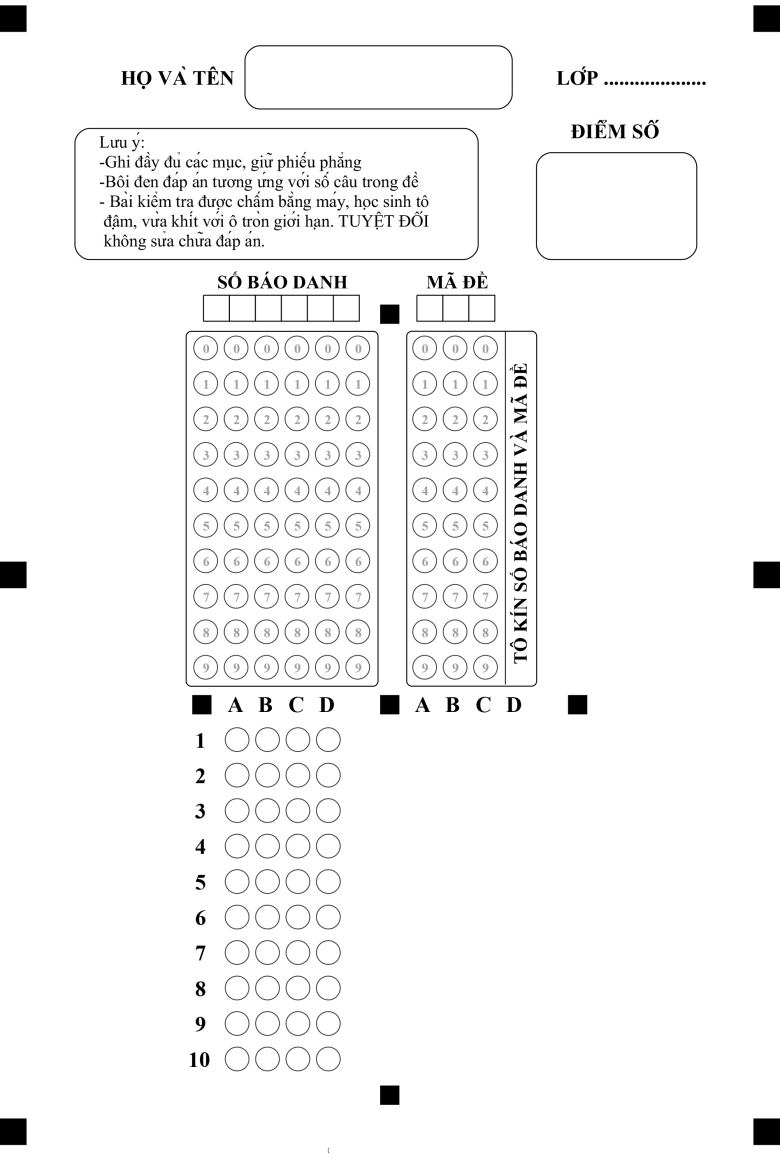 HỌ VÀ TÊN
LỚP ....................
ĐIỂM SỐ
Lưu ý:
-Ghi đầy đủ các mục, giữ phiếu phẳng
-Bôi đen đáp án tương ứng với số câu trong đề
- Bài kiểm tra được chấm bằng máy, học sinh tô
đậm, vừa khít với ô tròn giới hạn. TUYỆT ĐỐI
không sửa chữa đáp án.
SỐ BÁO DANH MÃ ĐỀ
0 0 0 0 0 0 0 0 0
1 1 1 1 1 1 1 1 1
2 2 2 2 2 2 2 2 2
3 3 3 3 3 3 3 3 3
4 4 4 4 4 4 4 4 4
5 5 5 5 5 5 5 5 5
6 6 6 6 6 6 6 6 6
7 7 7 7 7 7 7 7 7
8 8 8 8 8 8 8 8 8
9 9 9 9 9 9 9 9 9
TÔ KÍN SỐ BÁO DANH VÀ MÃ ĐỀ
A B C D A B C D
1
2
3
4
5
6
7
8
9
10